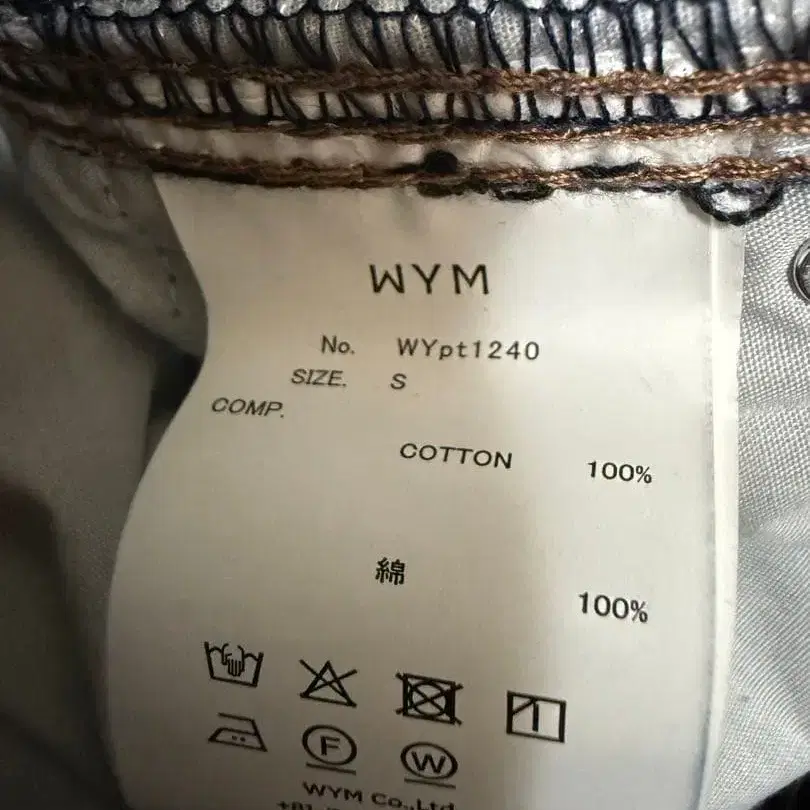 WYM
No. WYpt1240
SIZE. S
COMP.
COTTON 100%
綿 100%
F W
WYM Co.,Ltd